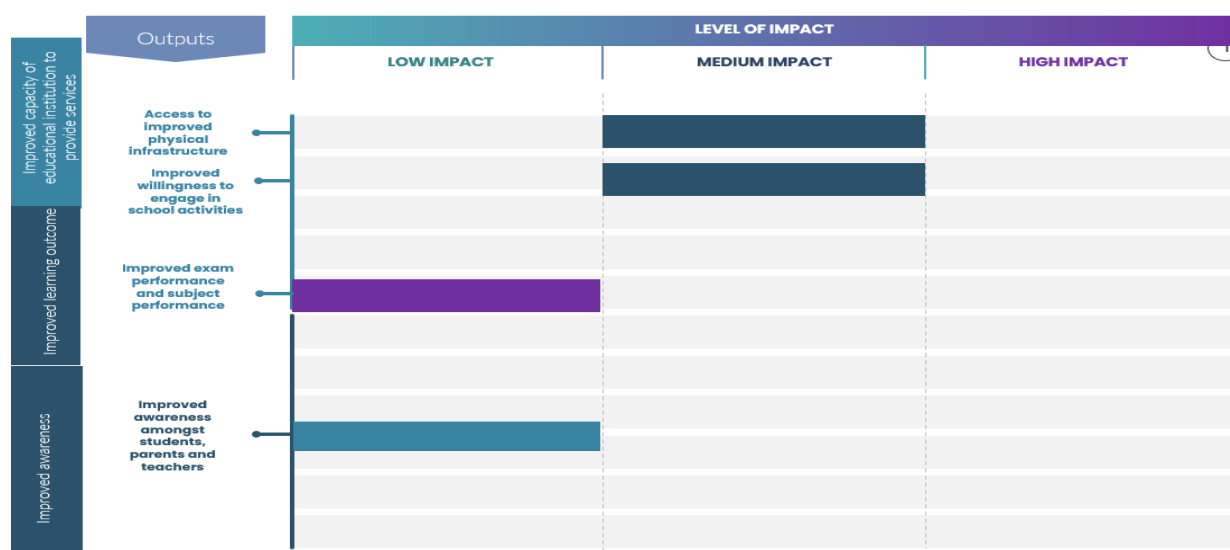 Outputs
LEVEL OF IMPACT
LOW IMPACT
MEDIUM IMPACT
HIGH IMPACT
Improved capacity of
educational institution to
provide services
Access to
improved
physical
infrastructure
Improved
willingness to
engage in
school activities
Improved learning outcome
Improved exam
performance
and subject
performance
Improved awareness
Improved
awareness
amongst
students,
parents and
teachers